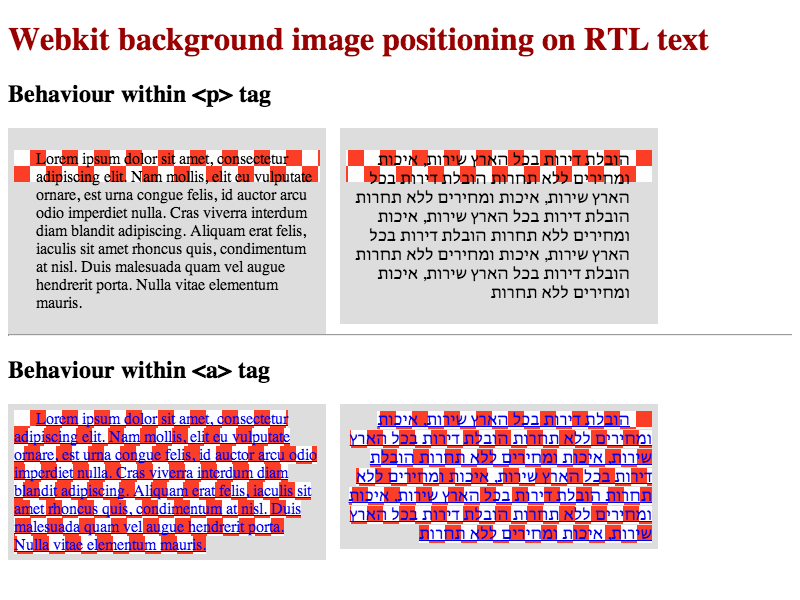 Webkit background image positioning on RTL text
Behaviour within <p> tag
Lorem ipsum dolor sit amet, consectetur
adipiscing elit. Nam mollis, elit eu vulputate
ornare, est urna congue felis, id auctor arcu
odio imperdiet nulla. Cras viverra interdum
diam blandit adipiscing. Aliquam erat felis,
iaculis sit amet rhoncus quis, condimentum
at nisl. Duis malesuada quam vel augue
hendrerit porta. Nulla vitae elementum
mauris.
הובלת דירות בכל הארץ שירות, איכות
ומחירים ללא תחרות הובלת דירות בכל
הארץ שירות, איכות ומחירים ללא תחרות
הובלת דירות בכל הארץ שירות, איכות
ומחירים ללא תחרות הובלת דירות בכל
הארץ שירות, איכות ומחירים ללא תחרות
הובלת דירות בכל הארץ שירות, איכות
ומחירים ללא תחרות
Behaviour within <a> tag
Lorem ipsum dolor sit amet, consectetur
adipiscing elit. Nam mollis, elit eu vulputate
ornare, est urna congue felis, id auctor arcu odio
imperdiet nulla. Cras viverra interdum diam
blandit adipiscing. Aliquam erat felis, iaculis sit
amet rhoncus quis, condimentum at nisl. Duis
malesuada quam vel augue hendrerit porta.
Nulla vitae elementum mauris.
הובלת דירות בכל הארץ שירות, איכות
ומחירים ללא תחרות הובלת דירות בכל הארץ
שירות, איכות ומחירים ללא תחרות הובלת
דירות בכל הארץ שירות, איכות ומחירים ללא
תחרות הובלת דירות בכל הארץ שירות, איכות
ומחירים ללא תחרות הובלת דירות בכל הארץ
שירות, איכות ומחירים ללא תחרות